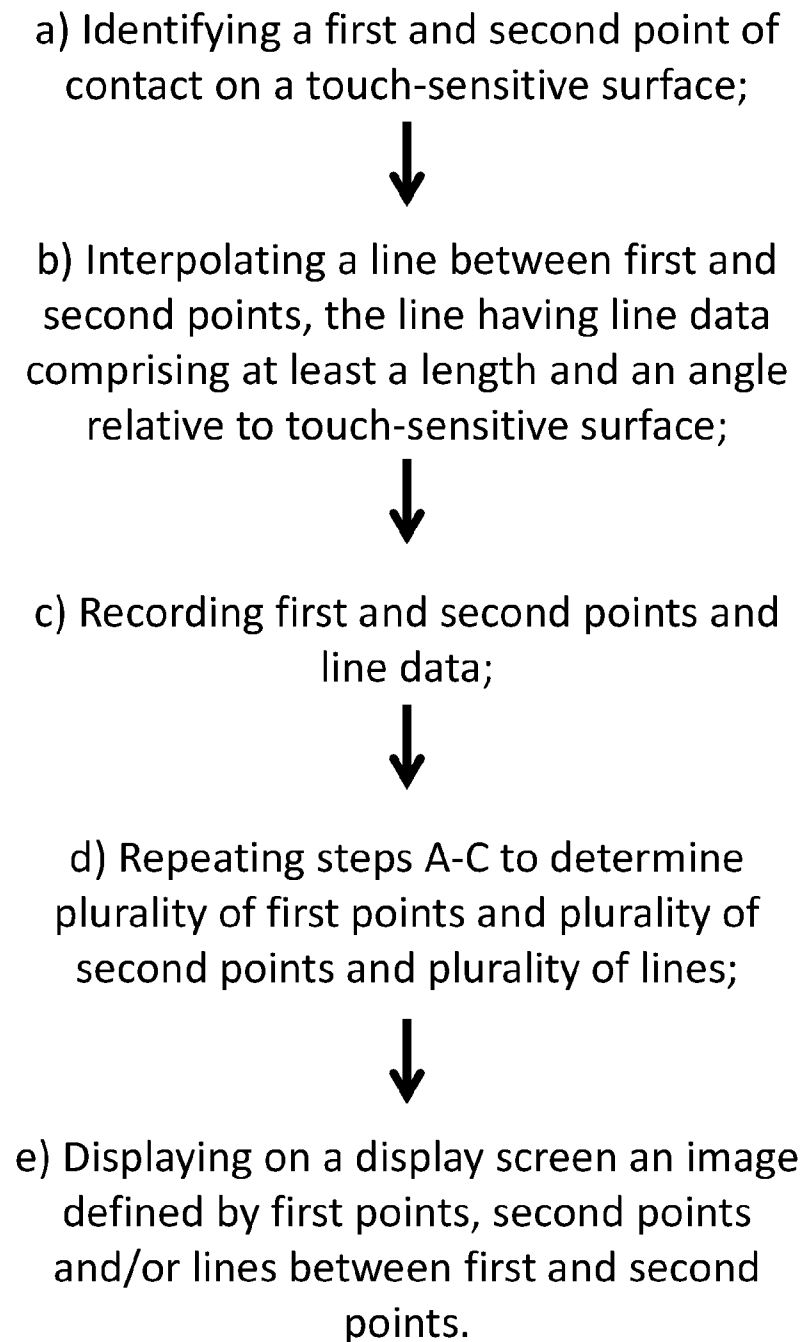 a) Identifying a first and second point of
contact on a touch-sensitive surface;
b) Interpolating a line between first and
second points, the line having line data
comprising at least a length and an angle
relative to touch-sensitive surface;
c) Recording first and second points and
line data;
d) Repeating steps A-C to determine
plurality of first points and plurality of
second points and plurality of lines;
e) Displaying on a display screen an image
defined by first points, second points
and/or lines between first and second
points.